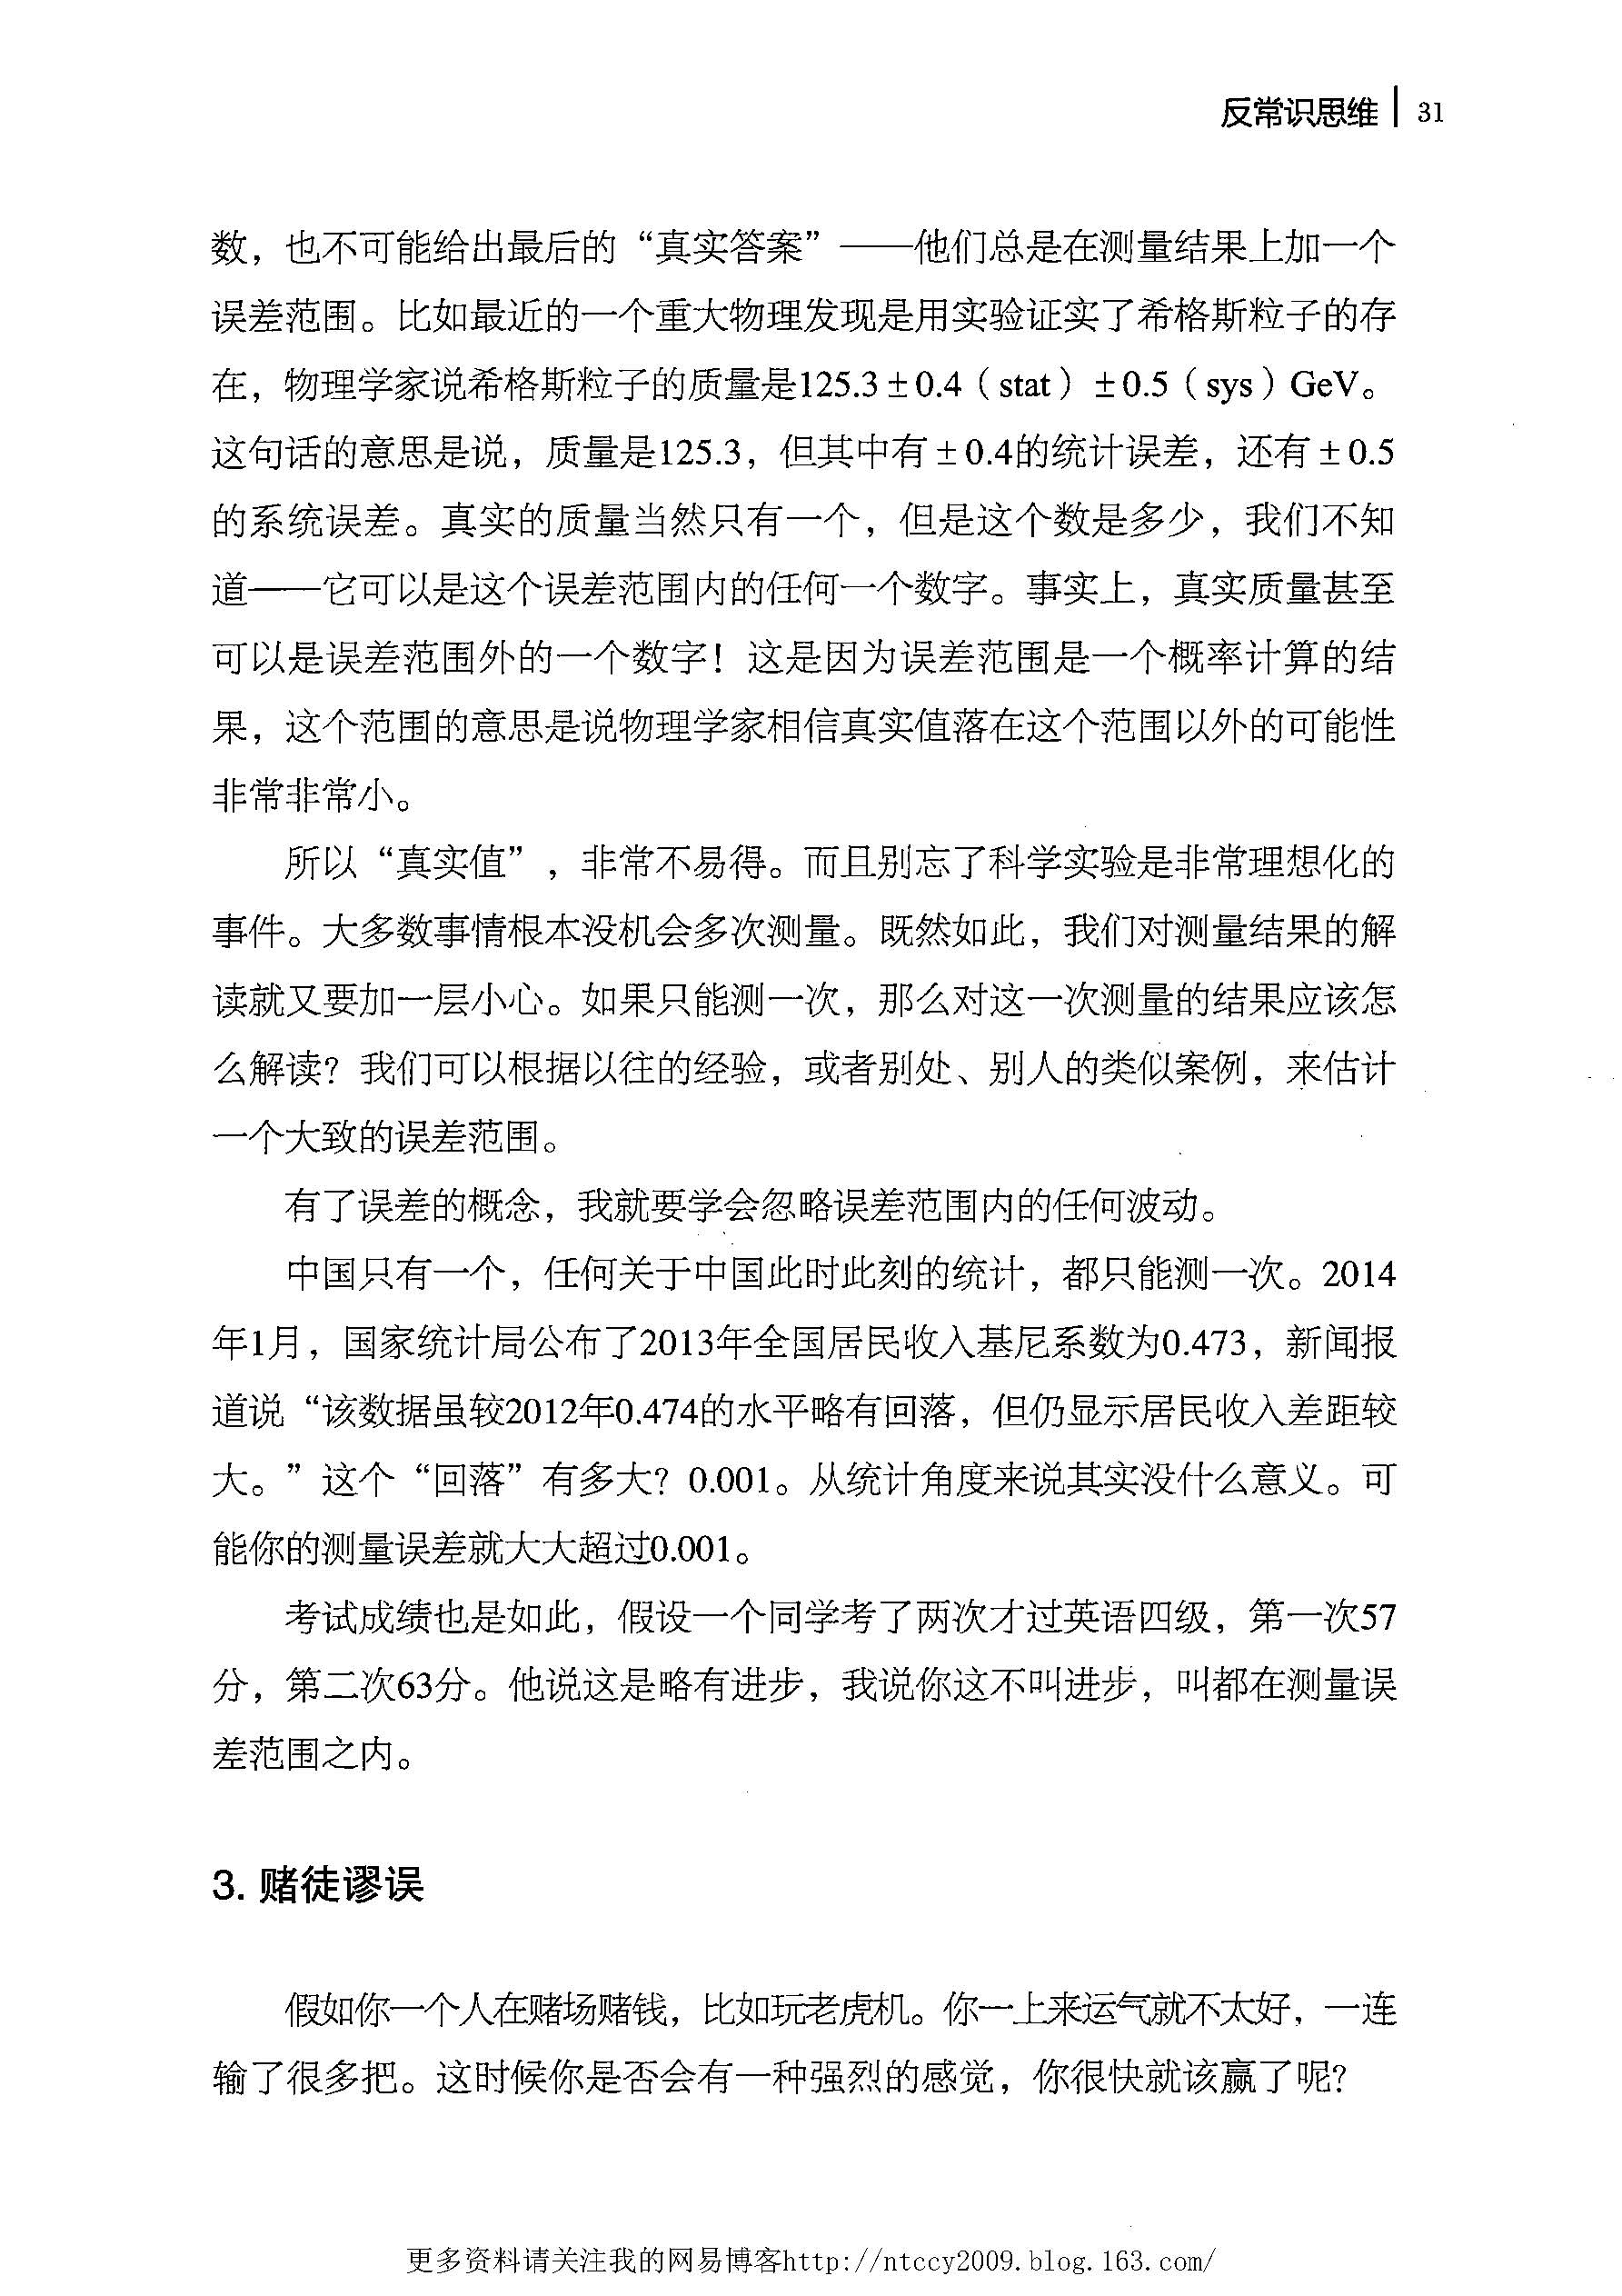 反常识思维 | 31
数，也不可能给出最后的“真实答案”——他们总是在测量结果上加一个
误差范围。比如最近的一个重大物理发现是用实验证实了希格斯粒子的存
在，物理学家说希格斯粒子的质量是125.3±0.4（stat）±0.5（sys）GeV。
这句话的意思是说，质量是125.3，但其中有±0.4的统计误差，还有±0.5
的系统误差。真实的质量当然只有一个，但是这个数是多少，我们不知
道——它可以是这个误差范围内的任何一个数字。事实上，真实质量甚至
可以是误差范围外的一个数字！这是因为误差范围是一个概率计算的结
果，这个范围的意思是说物理学家相信真实值落在这个范围以外的可能性
非常非常小。
所以“真实值”，非常不易得。而且别忘了科学实验是非常理想化的
事件。大多数事情根本没机会多次测量。既然如此，我们对测量结果的解
读就又要加一层小心。如果只能测一次，那么对这一次测量的结果应该怎
么解读？我们可以根据以往的经验，或者别处、别人的类似案例，来估计
一个大致的误差范围。
有了误差的概念，我就要学会忽略误差范围内的任何波动。
中国只有一个，任何关于中国此时此刻的统计，都只能测一次。2014
年1月，国家统计局公布了2013年全国居民收入基尼系数为0.473，新闻报
道说“该数据虽较2012年0.474的水平略有回落，但仍显示居民收入差距较
大。”这个“回落”有多大？0.001。从统计角度来说其实没什么意义。可
能你的测量误差就大大超过0.001。
考试成绩也是如此，假设一个同学考了两次才过英语四级，第一次57
分，第二次63分。他说这是略有进步，我说你这不叫进步，叫都在测量误
差范围之内。
3. 赌徒谬误
假如你一个人在赌场赌钱，比如玩老虎机。你一上来运气就不太好，一连
输了很多把。这时候你是否会有一种强烈的感觉，你很快就该赢了呢？
更多资料请关注我的网易博客http://ntccy2009.blog.163.com/